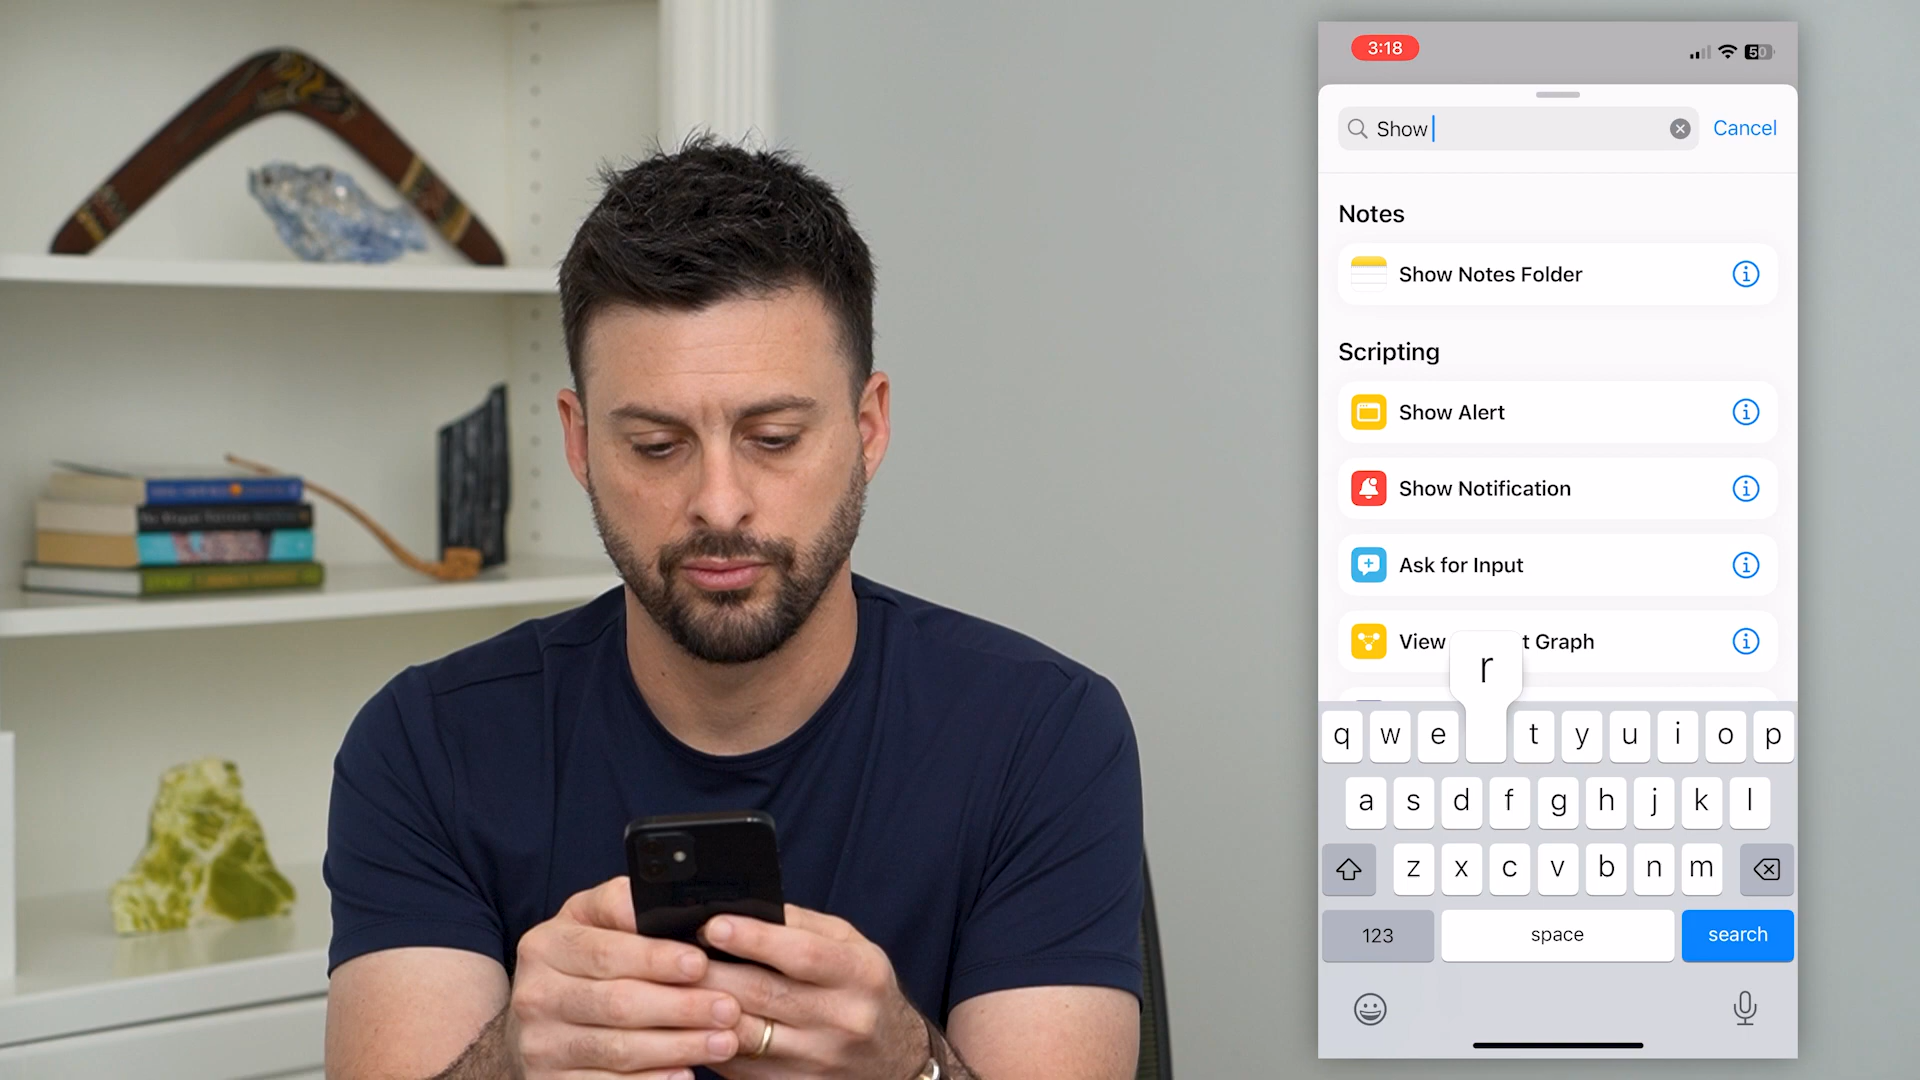 3:18
50
Show
Cancel
Notes
Show Notes Folder
Scripting
Show Alert
Show Notification
Ask for Input
View t Graph
r
q w e t y u i o p
a s d f g h j k l
z x c v b n m
123 space search